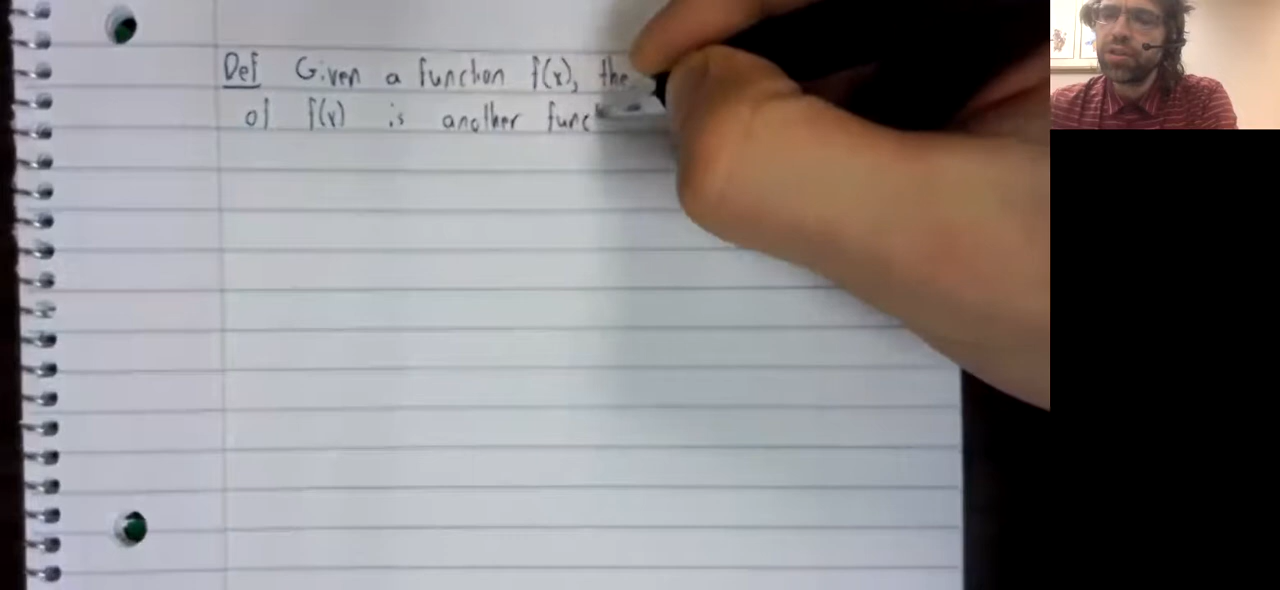 Def Given a function f(x), the
of f(x) is another func